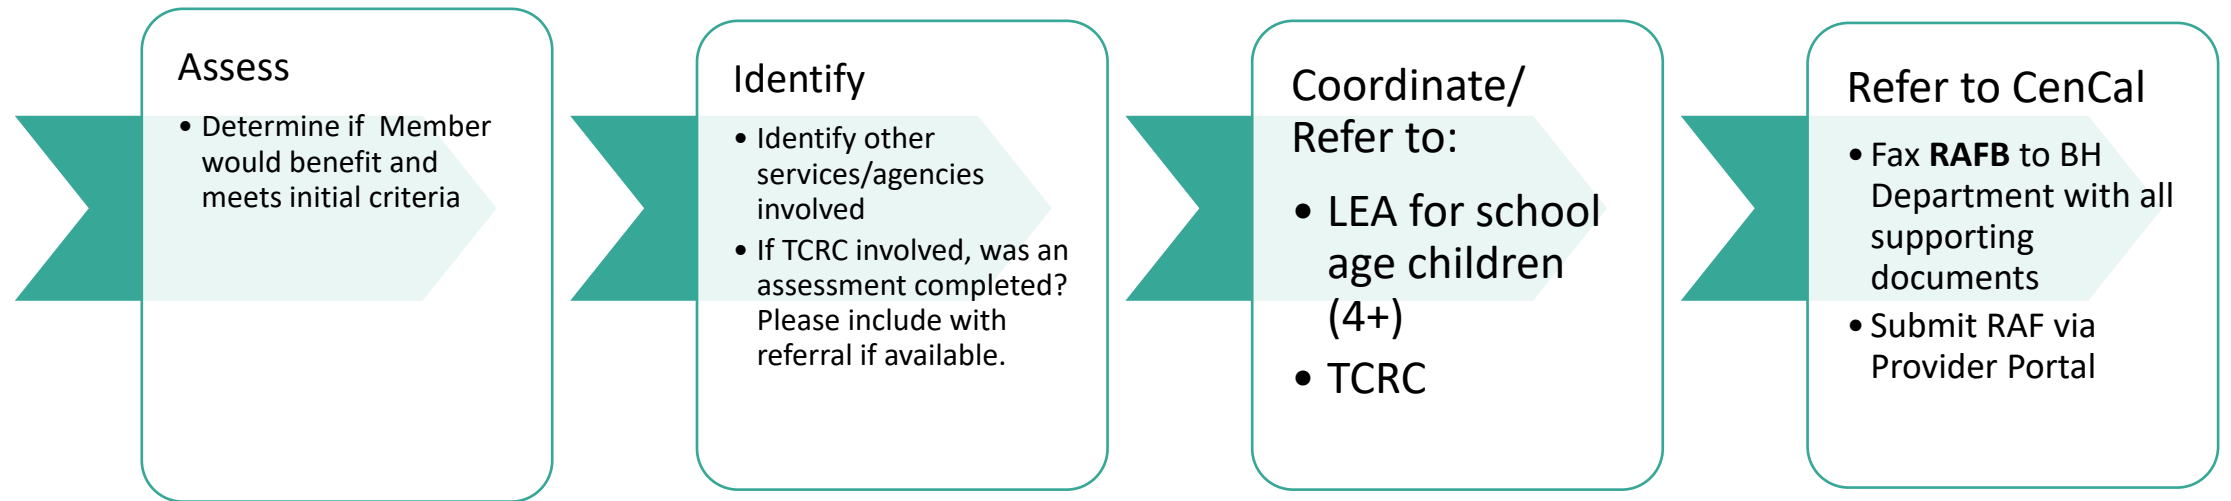 Assess
• Determine if  Member
would benefit and
meets initial criteria
Identify
• Identify other
services/agencies
involved
• If TCRC involved, was an
assessment completed?
Please include with
referral if available.
Coordinate/
Refer to:
• LEA for school
age children
(4+)
• TCRC
Refer to CenCal
• Fax RAFB to BH
Department with all
supporting
documents
• Submit RAF via
Provider Portal